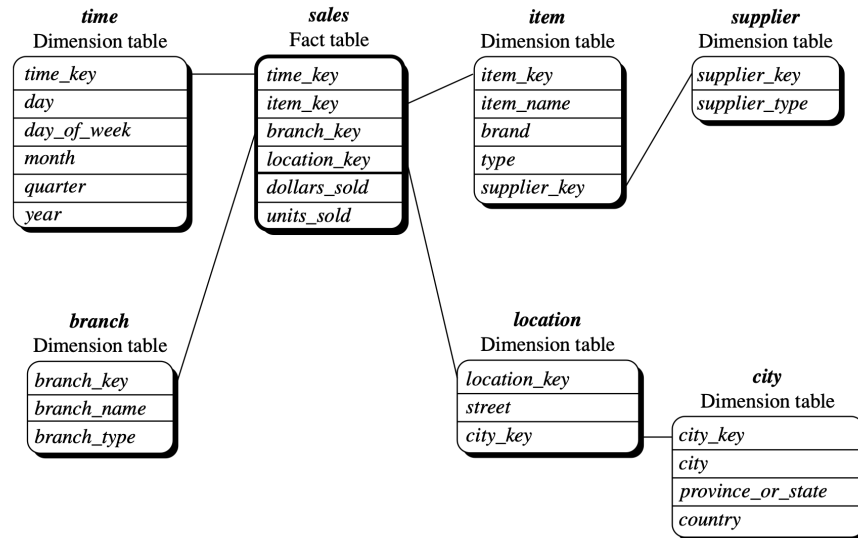 time
Dimension table
time_key
day
day_of_week
month
quarter
year
sales
Fact table
time_key
item_key
branch_key
location_key
dollars_sold
units_sold
item
Dimension table
item_key
item_name
brand
type
supplier_key
supplier
Dimension table
supplier_key
supplier_type
branch
Dimension table
branch_key
branch_name
branch_type
location
Dimension table
location_key
street
city_key
city
Dimension table
city_key
city
province_or_state
country